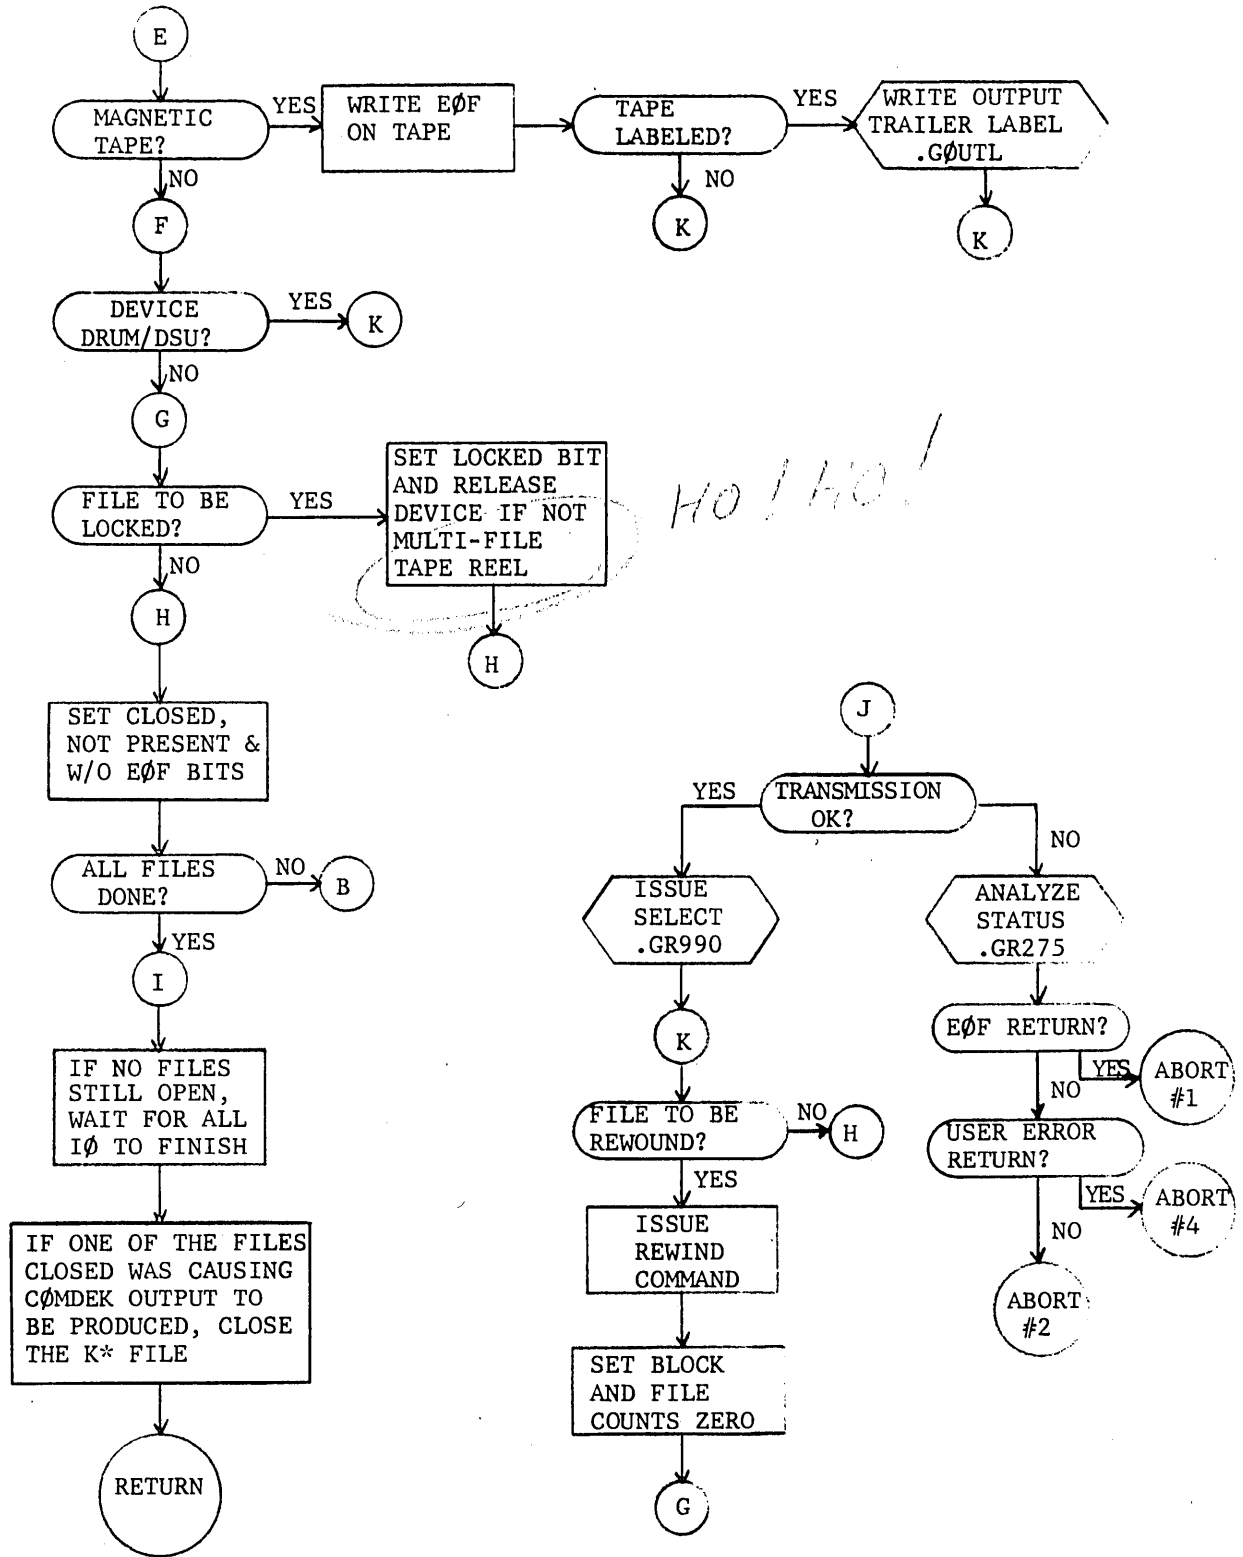 E
MAGNETIC
TAPE?
YES
WRITE EØF
ON TAPE
TAPE
LABELED?
YES
WRITE OUTPUT
TRAILER LABEL
.GØUTL
NO
NO
K
K
F
DEVICE
DRUM/DSU?
YES
K
NO
G
FILE TO BE
LOCKED?
YES
SET LOCKED BIT
AND RELEASE
DEVICE IF NOT
MULTI-FILE
TAPE REEL
HO! HO!
NO
H
H
SET CLOSED,
NOT PRESENT &
W/O EØF BITS
ALL FILES
DONE?
NO
B
YES
I
IF NO FILES
STILL OPEN,
WAIT FOR ALL
IØ TO FINISH
IF ONE OF THE FILES
CLOSED WAS CAUSING
CØMDEK OUTPUT TO
BE PRODUCED, CLOSE
THE K* FILE
RETURN
J
TRANSMISSION
OK?
YES
NO
ISSUE
SELECT
.GR990
K
FILE TO BE
REWOUND?
NO
H
YES
ISSUE
REWIND
COMMAND
SET BLOCK
AND FILE
COUNTS ZERO
G
ANALYZE
STATUS
.GR275
EØF RETURN?
YES
ABORT
#1
NO
USER ERROR
RETURN?
YES
ABORT
#4
NO
ABORT
#2